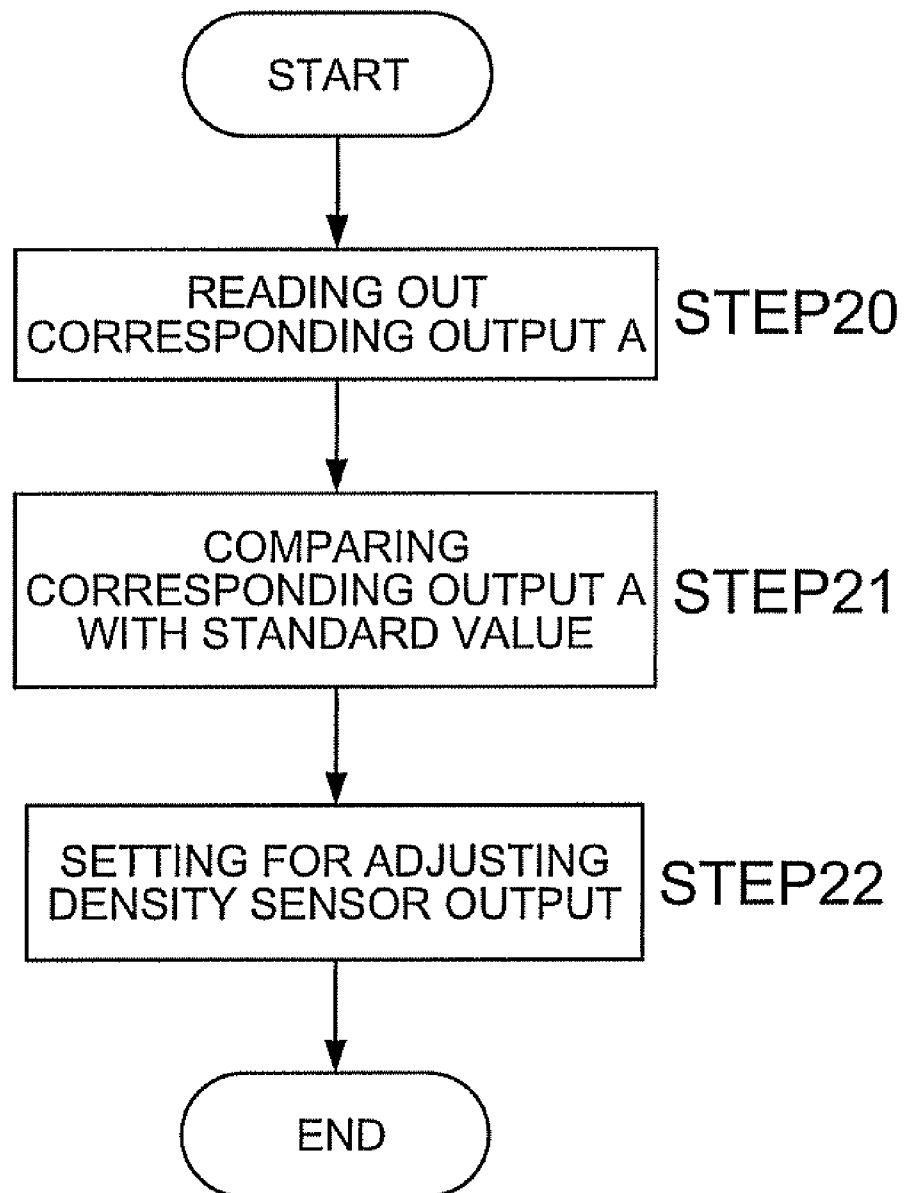 START
READING OUT
CORRESPONDING OUTPUT A
STEP20
COMPARING
CORRESPONDING OUTPUT A
WITH STANDARD VALUE
STEP21
SETTING FOR ADJUSTING
DENSITY SENSOR OUTPUT
STEP22
END